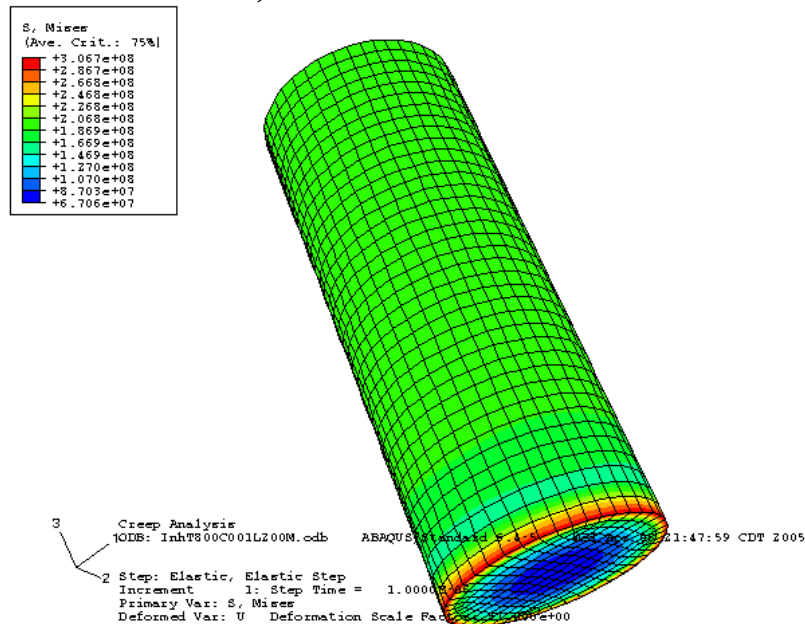 S, Mises
(Ave. Crit.: 75%)
+3.067e+08
+2.867e+08
+2.668e+08
+2.468e+08
+2.268e+08
+2.068e+08
+1.869e+08
+1.669e+08
+1.469e+08
+1.270e+08
+1.070e+08
+8.703e+07
+6.706e+07
3
1
2
Creep Analysis
ODB: InhT800C001LZ00M.odb ABAQUS/Standard 21:47:59 CDT 2005
Step: Elastic, Elastic Step
Increment 1: Step Time =
Primary Var: S, Mises
Deformed Var: U Deformation Scale